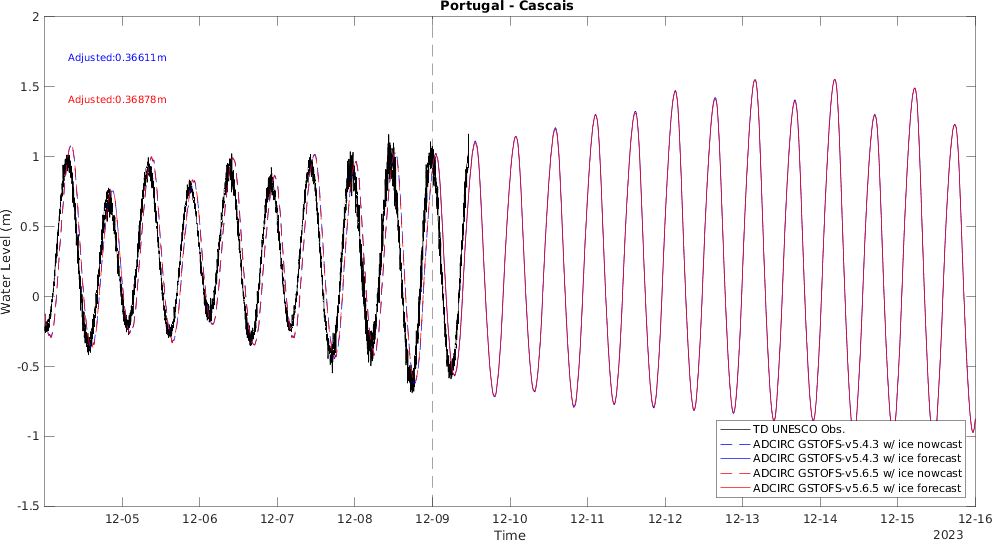 Portugal - Cascais
2
Adjusted:0.36611m
1.5
Adjusted:0.36878m
1
0.5
Water Level (m)
0
-0.5
-1
TD UNESCO Obs.
ADCIRC GSTOFS-v5.4.3 w/ ice nowcast
ADCIRC GSTOFS-v5.4.3 w/ ice forecast
ADCIRC GSTOFS-v5.6.5 w/ ice nowcast
ADCIRC GSTOFS-v5.6.5 w/ ice forecast
-1.5
12-05 12-06 12-07 12-08 12-09 12-10 12-11 12-12 12-13 12-14 12-15 12-16
Time
2023